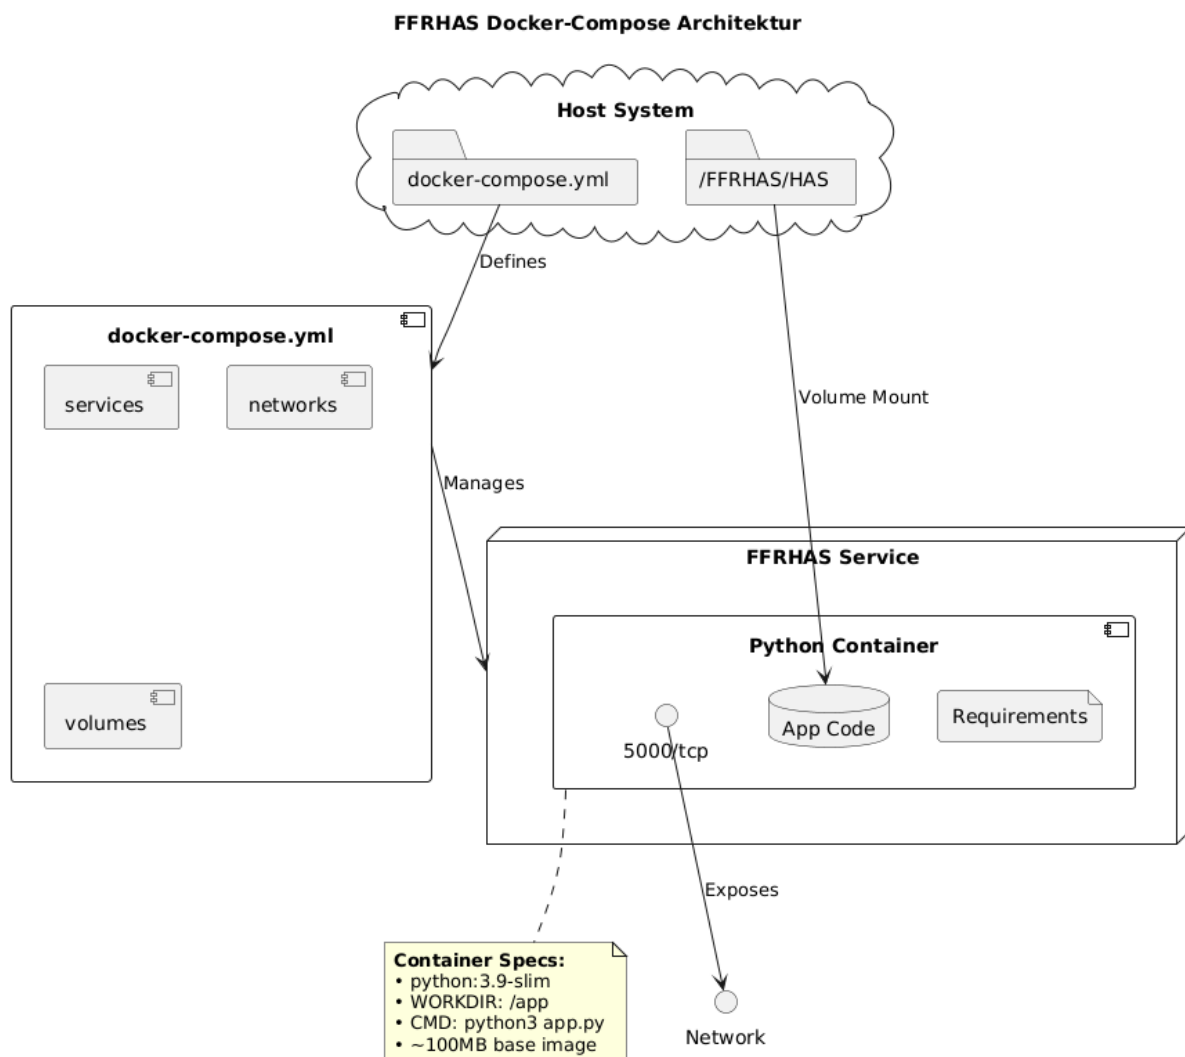 FFRHAS Docker-Compose Architektur
Host System
docker-compose.yml
/FFRHAS/HAS
Defines
docker-compose.yml
services
networks
Volume Mount
Manages
FFRHAS Service
Python Container
volumes
5000/tcp
App Code
Requirements
Exposes
Container Specs:
• python:3.9-slim
• WORKDIR: /app
• CMD: python3 app.py
• ~100MB base image
Network